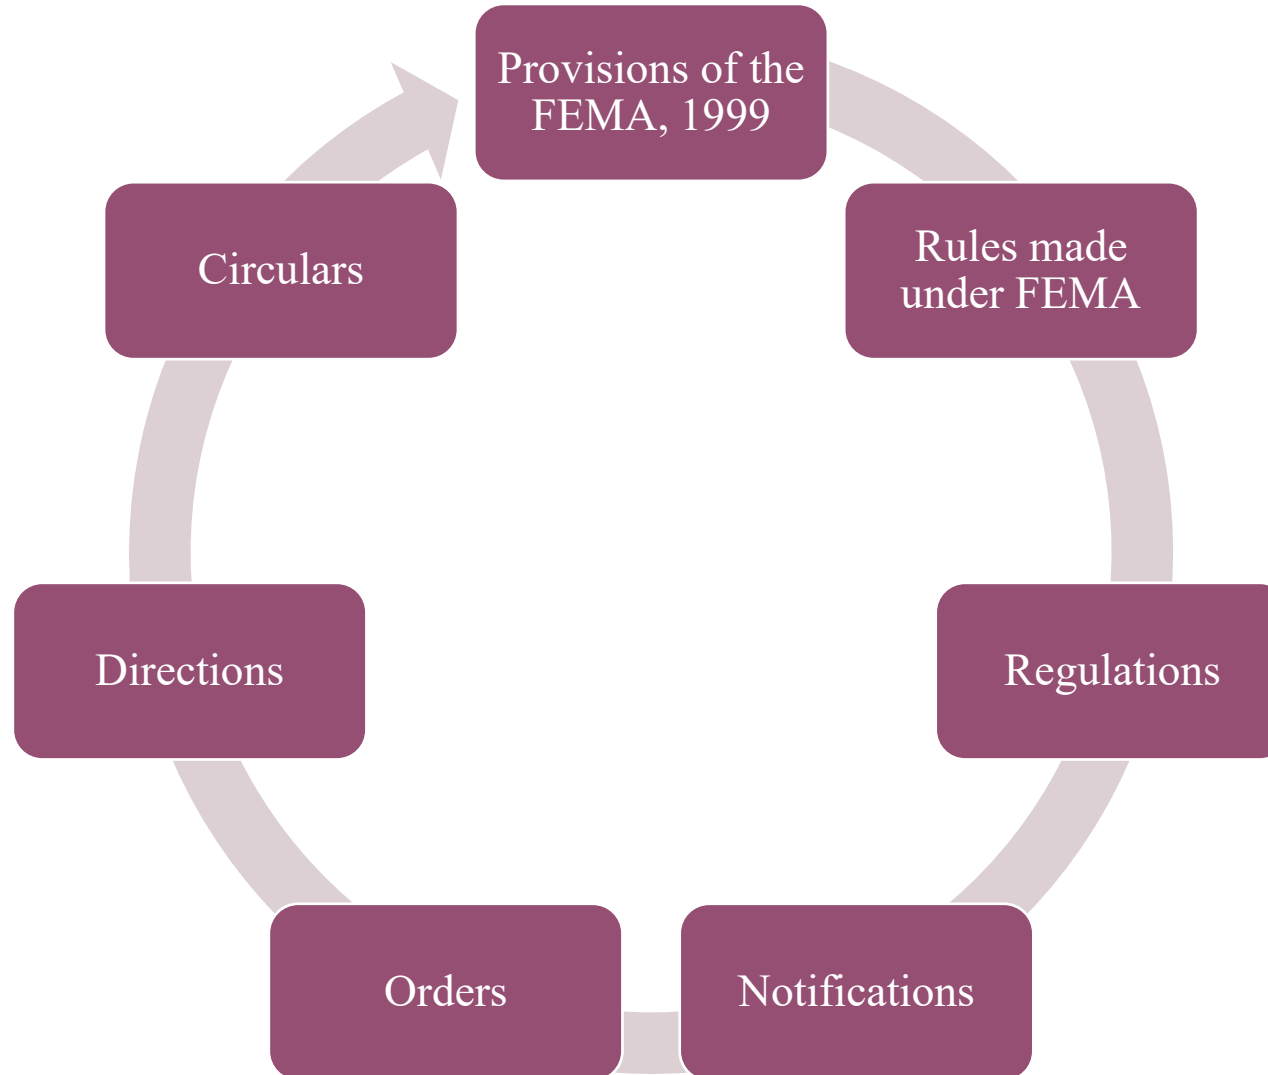 Provisions of the
FEMA, 1999
Rules made
under FEMA
Regulations
Notifications
Orders
Directions
Circulars